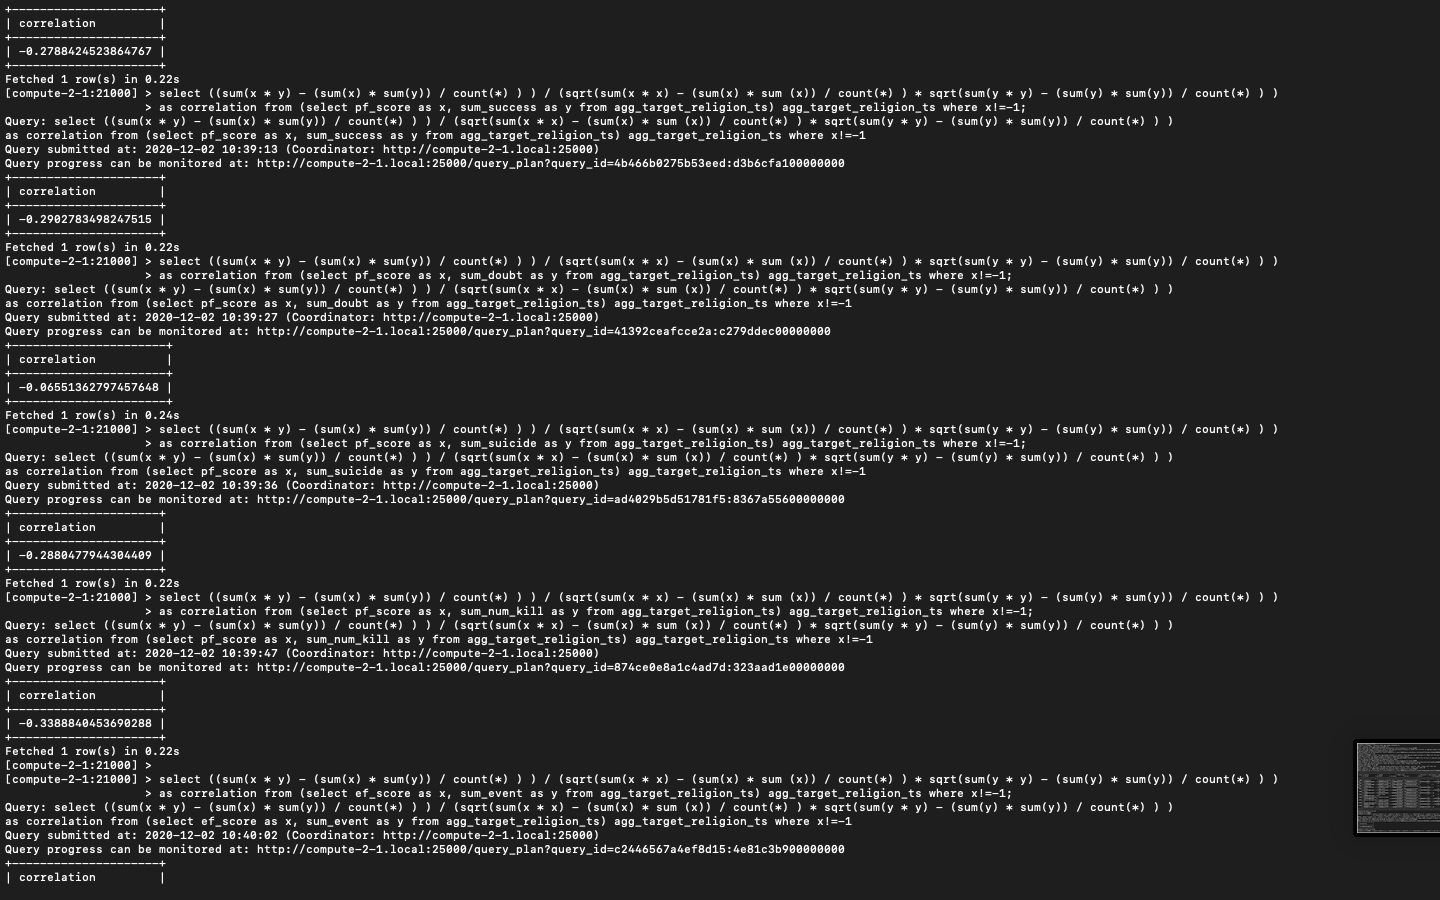 +---------------------+
| correlation         |
+---------------------+
| -0.2788424523864767 |
+---------------------+
Fetched 1 row(s) in 0.22s
[compute-2-1:21000] > select ((sum(x * y) - (sum(x) * sum(y)) / count(*) ) ) / (sqrt(sum(x * x) - (sum(x) * sum (x)) / count(*) ) * sqrt(sum(y * y) - (sum(y) * sum(y)) / count(*) ) )
                    > as correlation from (select pf_score as x, sum_success as y from agg_target_religion_ts) agg_target_religion_ts where x!=-1;
Query: select ((sum(x * y) - (sum(x) * sum(y)) / count(*) ) ) / (sqrt(sum(x * x) - (sum(x) * sum (x)) / count(*) ) * sqrt(sum(y * y) - (sum(y) * sum(y)) / count(*) ) )
as correlation from (select pf_score as x, sum_success as y from agg_target_religion_ts) agg_target_religion_ts where x!=-1
Query submitted at: 2020-12-02 10:39:13 (Coordinator: http://compute-2-1.local:25000)
Query progress can be monitored at: http://compute-2-1.local:25000/query_plan?query_id=4b466b0275b53eed:d3b6cfa100000000
+---------------------+
| correlation         |
+---------------------+
| -0.2902783498247515 |
+---------------------+
Fetched 1 row(s) in 0.22s
[compute-2-1:21000] > select ((sum(x * y) - (sum(x) * sum(y)) / count(*) ) ) / (sqrt(sum(x * x) - (sum(x) * sum (x)) / count(*) ) * sqrt(sum(y * y) - (sum(y) * sum(y)) / count(*) ) )
                    > as correlation from (select pf_score as x, sum_doubt as y from agg_target_religion_ts) agg_target_religion_ts where x!=-1;
Query: select ((sum(x * y) - (sum(x) * sum(y)) / count(*) ) ) / (sqrt(sum(x * x) - (sum(x) * sum (x)) / count(*) ) * sqrt(sum(y * y) - (sum(y) * sum(y)) / count(*) ) )
as correlation from (select pf_score as x, sum_doubt as y from agg_target_religion_ts) agg_target_religion_ts where x!=-1
Query submitted at: 2020-12-02 10:39:27 (Coordinator: http://compute-2-1.local:25000)
Query progress can be monitored at: http://compute-2-1.local:25000/query_plan?query_id=41392ceafcce2a:c279ddec00000000
+----------------------+
| correlation          |
+----------------------+
| -0.06551362797457648 |
+----------------------+
Fetched 1 row(s) in 0.24s
[compute-2-1:21000] > select ((sum(x * y) - (sum(x) * sum(y)) / count(*) ) ) / (sqrt(sum(x * x) - (sum(x) * sum (x)) / count(*) ) * sqrt(sum(y * y) - (sum(y) * sum(y)) / count(*) ) )
                    > as correlation from (select pf_score as x, sum_suicide as y from agg_target_religion_ts) agg_target_religion_ts where x!=-1;
Query: select ((sum(x * y) - (sum(x) * sum(y)) / count(*) ) ) / (sqrt(sum(x * x) - (sum(x) * sum (x)) / count(*) ) * sqrt(sum(y * y) - (sum(y) * sum(y)) / count(*) ) )
as correlation from (select pf_score as x, sum_suicide as y from agg_target_religion_ts) agg_target_religion_ts where x!=-1
Query submitted at: 2020-12-02 10:39:36 (Coordinator: http://compute-2-1.local:25000)
Query progress can be monitored at: http://compute-2-1.local:25000/query_plan?query_id=ad4029b5d51781f5:8367a55600000000
+---------------------+
| correlation         |
+---------------------+
| -0.2880477944304409 |
+---------------------+
Fetched 1 row(s) in 0.22s
[compute-2-1:21000] > select ((sum(x * y) - (sum(x) * sum(y)) / count(*) ) ) / (sqrt(sum(x * x) - (sum(x) * sum (x)) / count(*) ) * sqrt(sum(y * y) - (sum(y) * sum(y)) / count(*) ) )
                    > as correlation from (select pf_score as x, sum_num_kill as y from agg_target_religion_ts) agg_target_religion_ts where x!=-1;
Query: select ((sum(x * y) - (sum(x) * sum(y)) / count(*) ) ) / (sqrt(sum(x * x) - (sum(x) * sum (x)) / count(*) ) * sqrt(sum(y * y) - (sum(y) * sum(y)) / count(*) ) )
as correlation from (select pf_score as x, sum_num_kill as y from agg_target_religion_ts) agg_target_religion_ts where x!=-1
Query submitted at: 2020-12-02 10:39:47 (Coordinator: http://compute-2-1.local:25000)
Query progress can be monitored at: http://compute-2-1.local:25000/query_plan?query_id=874ce0e8a1c4ad7d:323aad1e00000000
+---------------------+
| correlation         |
+---------------------+
| -0.3388840453690288 |
+---------------------+
Fetched 1 row(s) in 0.22s
[compute-2-1:21000] >
[compute-2-1:21000] > select ((sum(x * y) - (sum(x) * sum(y)) / count(*) ) ) / (sqrt(sum(x * x) - (sum(x) * sum (x)) / count(*) ) * sqrt(sum(y * y) - (sum(y) * sum(y)) / count(*) ) )
                    > as correlation from (select ef_score as x, sum_event as y from agg_target_religion_ts) agg_target_religion_ts where x!=-1;
Query: select ((sum(x * y) - (sum(x) * sum(y)) / count(*) ) ) / (sqrt(sum(x * x) - (sum(x) * sum (x)) / count(*) ) * sqrt(sum(y * y) - (sum(y) * sum(y)) / count(*) ) )
as correlation from (select ef_score as x, sum_event as y from agg_target_religion_ts) agg_target_religion_ts where x!=-1
Query submitted at: 2020-12-02 10:40:02 (Coordinator: http://compute-2-1.local:25000)
Query progress can be monitored at: http://compute-2-1.local:25000/query_plan?query_id=c2446567a4ef8d15:4e81c3b900000000
+---------------------+
| correlation         |